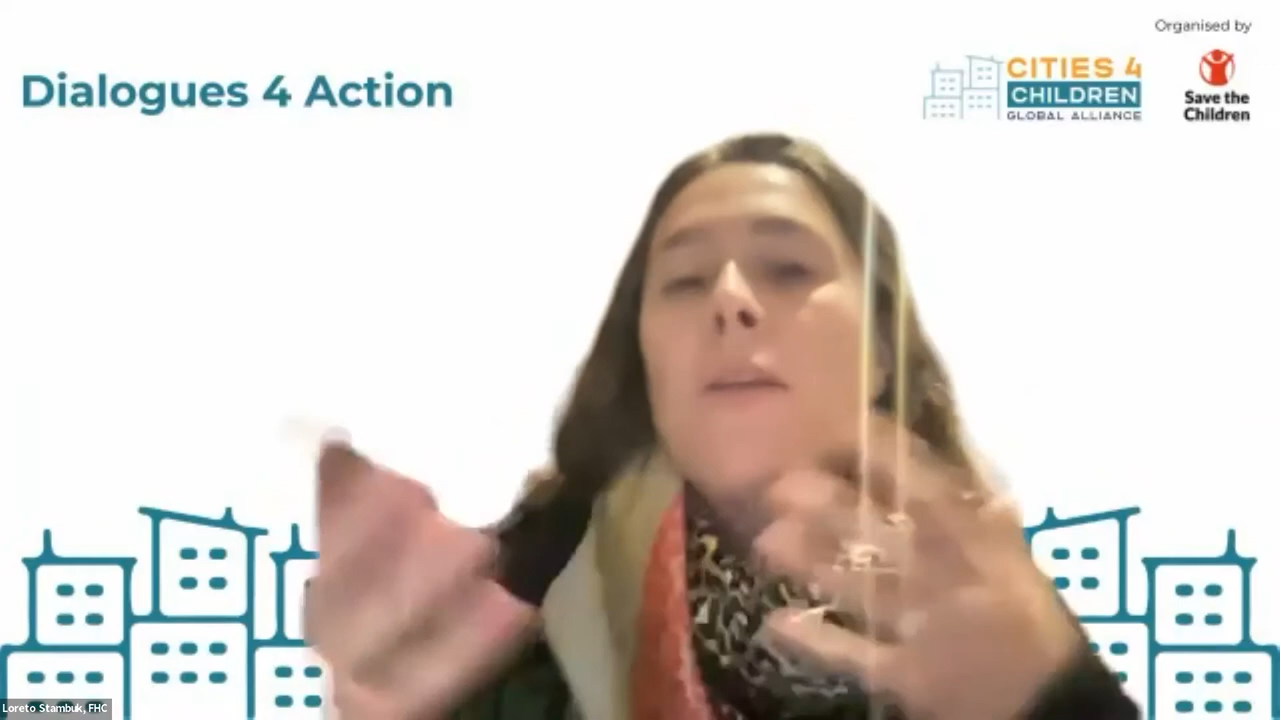 Organised by
Dialogues 4 Action
CITIES 4
CHILDREN
GLOBAL ALLIANCE
Save the
Children
Loreto Stambuk, FHC